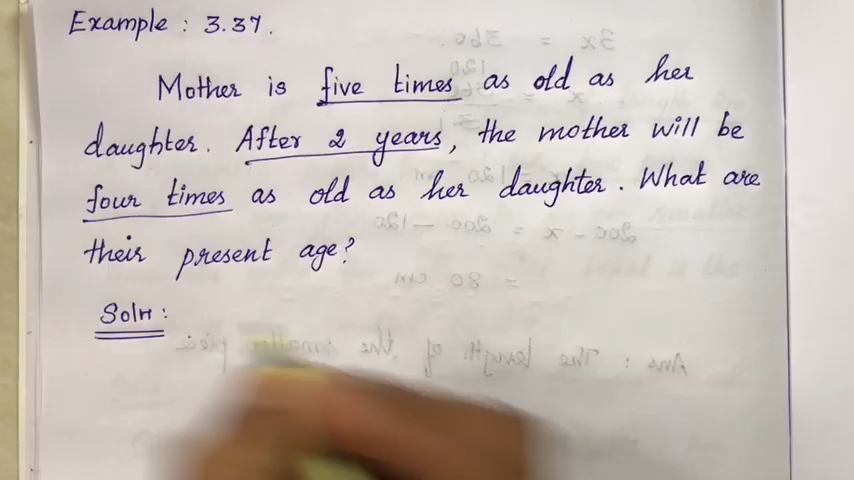 Example : 3.37.
Mother is five times as old as her
daughter. After 2 years, the mother will be
four times as old as her daughter. What are
their present age?
Soln :